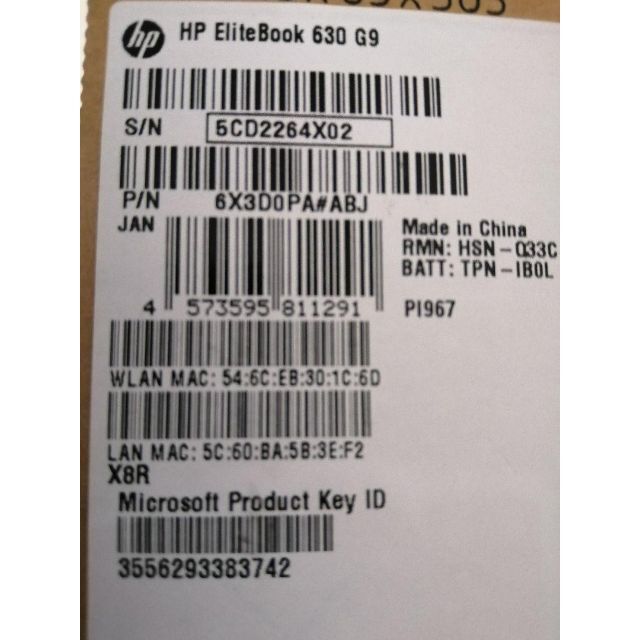 hp HP EliteBook 630 G9
S/N 5CD2264X02
P/N 6X3D0PA#ABJ
JAN
4 573595 811291
Made in China
RMN: HSN-Q33C
BATT: TPN-IB0L
PI967
WLAN MAC: 54:6C:EB:30:1C:6D
LAN MAC: 5C:60:BA:5B:3E:F2
X8R
Microsoft Product Key ID
3556293383742